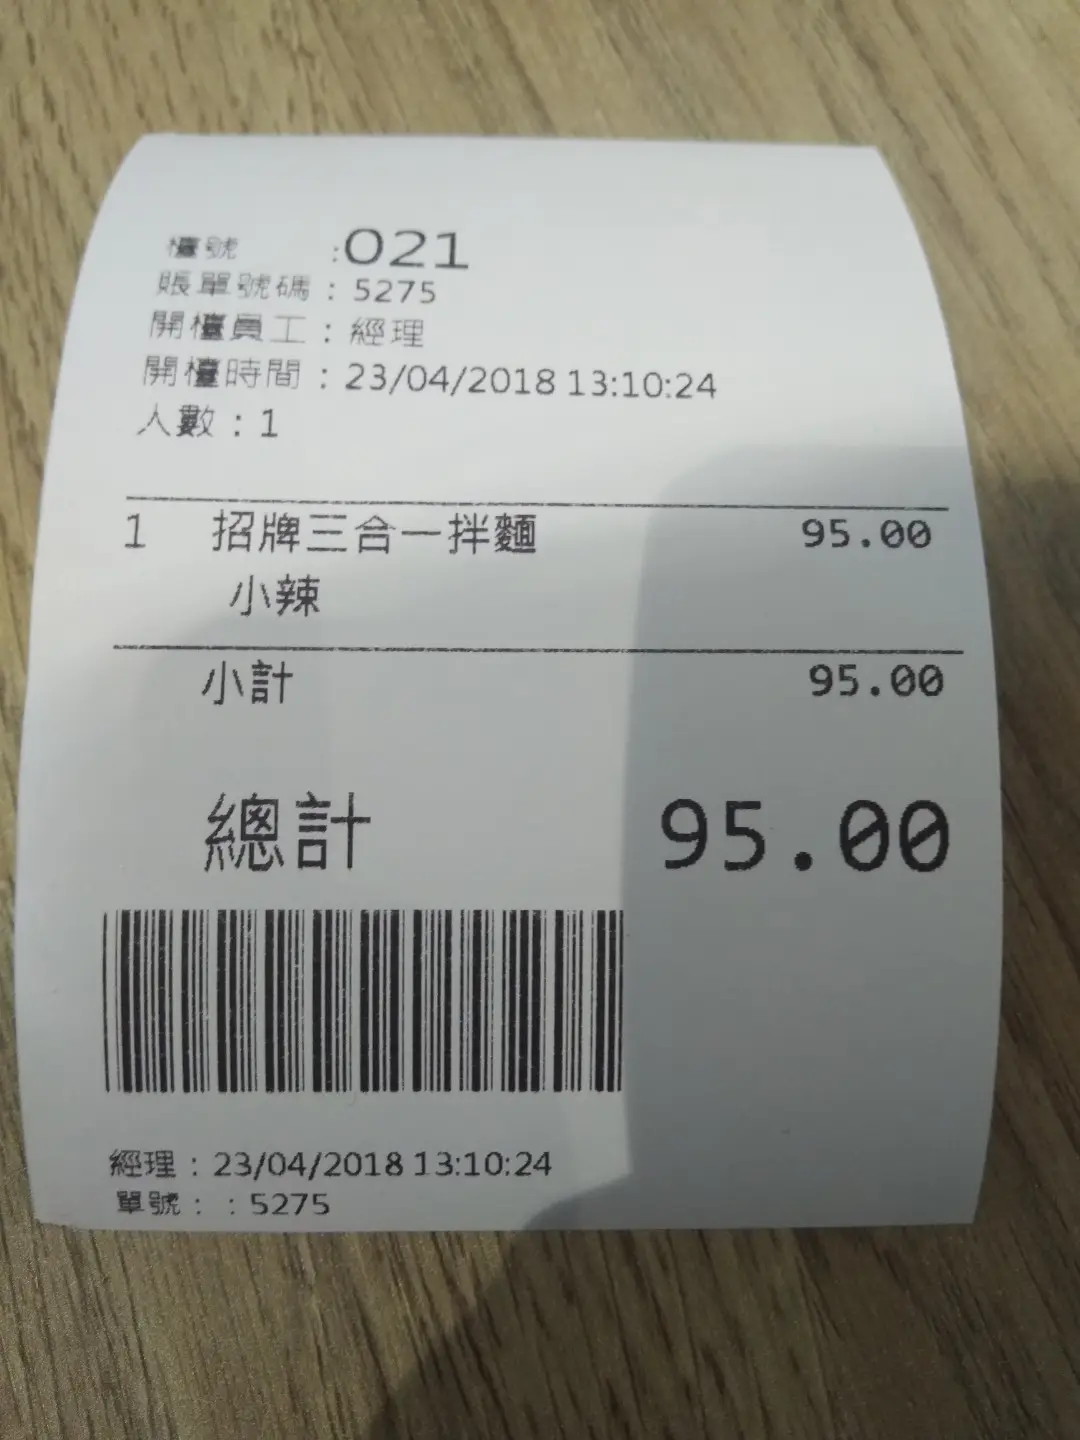 檯號 :021
賬單號碼 : 5275
開檯員工 : 經理
開檯時間 : 23/04/2018 13:10:24
人數 : 1
1 招牌三合一拌麵 95.00
小辣
小計 95.00
總計 95.00
經理 : 23/04/2018 13:10:24
單號 : : 5275